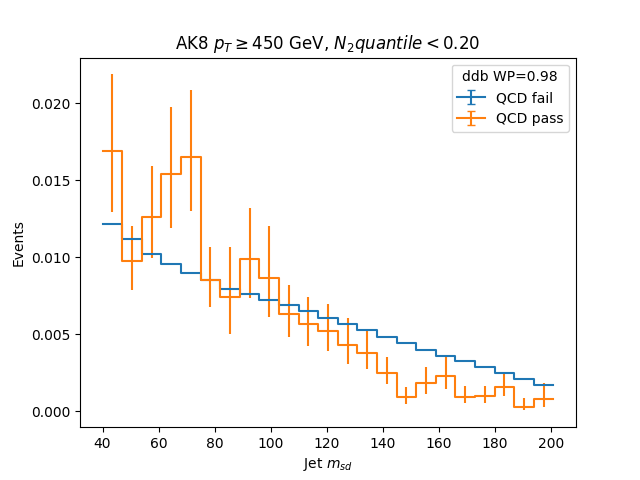 AK8 $p_T \geq 450$ GeV, $N_2quantile < 0.20$
ddb WP=0.98
QCD fail
QCD pass
Events
0.020
0.015
0.010
0.005
0.000
40 60 80 100 120 140 160 180 200
Jet $m_{sd}$